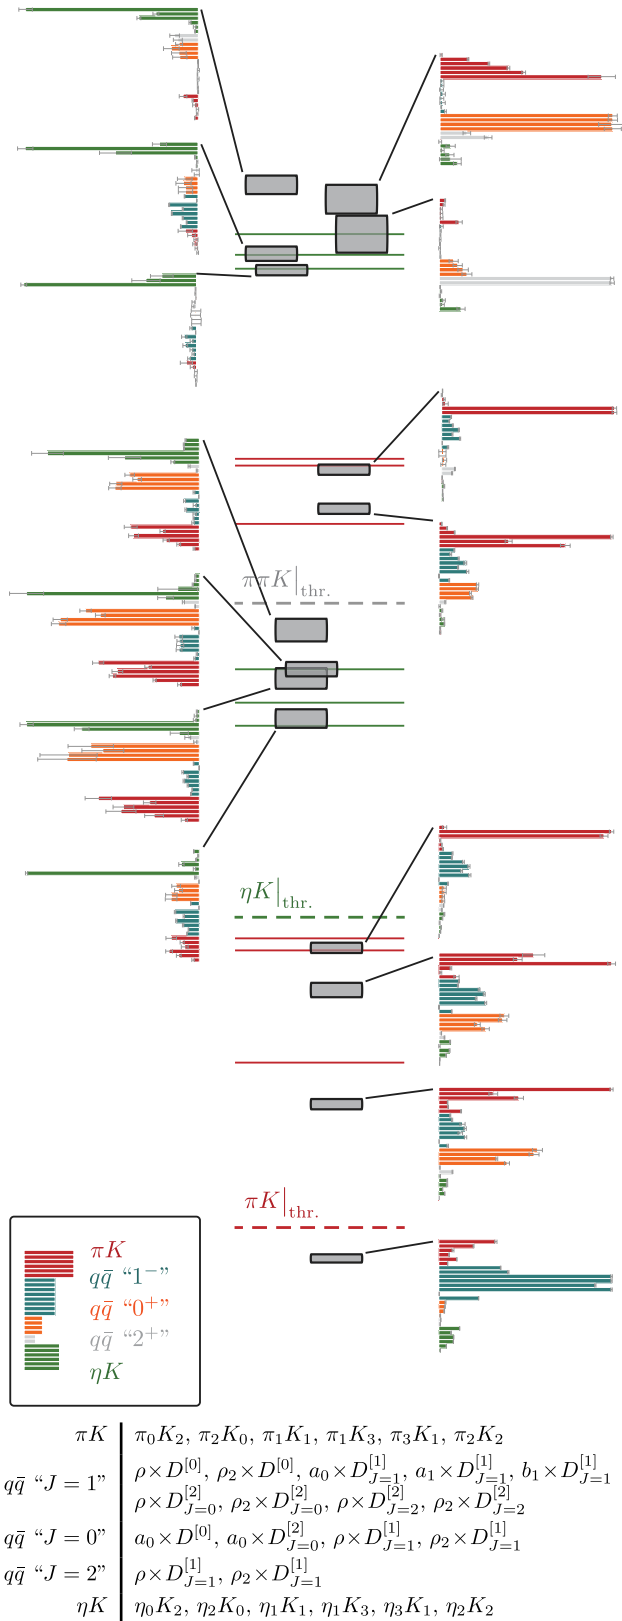 ππK|thr.
ηK|thr.
πK|thr.
πK
qq̄ “1⁻”
qq̄ “0⁺”
qq̄ “2⁺”
ηK
πK π₀K₂, π₂K₀, π₁K₁, π₁K₃, π₃K₁, π₂K₂
qq̄ “J = 1” ρ×D^{[0]}, ρ₂×D^{[0]}, a₀×D^{[1]}_{J=1}, a₁×D^{[1]}_{J=1}, b₁×D^{[1]}_{J=1}
ρ×D^{[2]}_{J=0}, ρ₂×D^{[2]}_{J=0}, ρ×D^{[2]}_{J=2}, ρ₂×D^{[2]}_{J=2}
qq̄ “J = 0” a₀×D^{[0]}, a₀×D^{[2]}_{J=0}, ρ×D^{[1]}_{J=1}, ρ₂×D^{[1]}_{J=1}
qq̄ “J = 2” ρ×D^{[1]}_{J=1}, ρ₂×D^{[1]}_{J=1}
ηK η₀K₂, η₂K₀, η₁K₁, η₁K₃, η₃K₁, η₂K₂